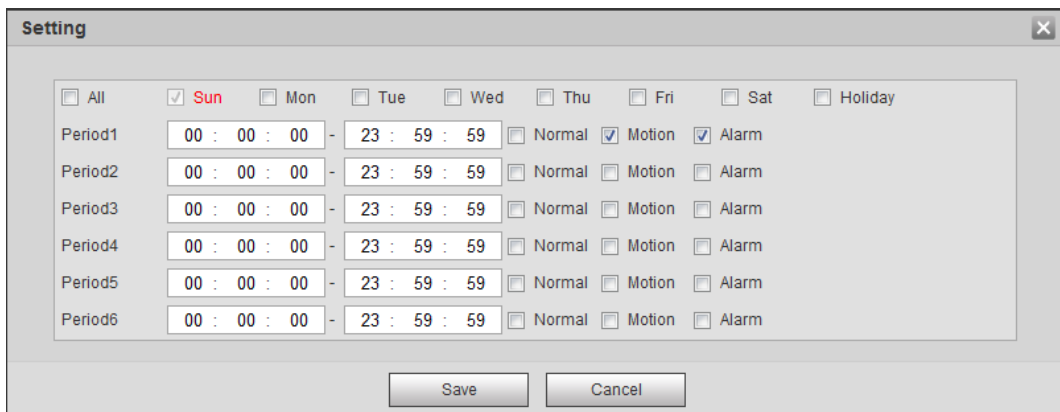 Setting
All Sun Mon Tue Wed Thu Fri Sat Holiday
Period1 00 : 00 : 00 - 23 : 59 : 59 Normal Motion Alarm
Period2 00 : 00 : 00 - 23 : 59 : 59 Normal Motion Alarm
Period3 00 : 00 : 00 - 23 : 59 : 59 Normal Motion Alarm
Period4 00 : 00 : 00 - 23 : 59 : 59 Normal Motion Alarm
Period5 00 : 00 : 00 - 23 : 59 : 59 Normal Motion Alarm
Period6 00 : 00 : 00 - 23 : 59 : 59 Normal Motion Alarm
Save Cancel